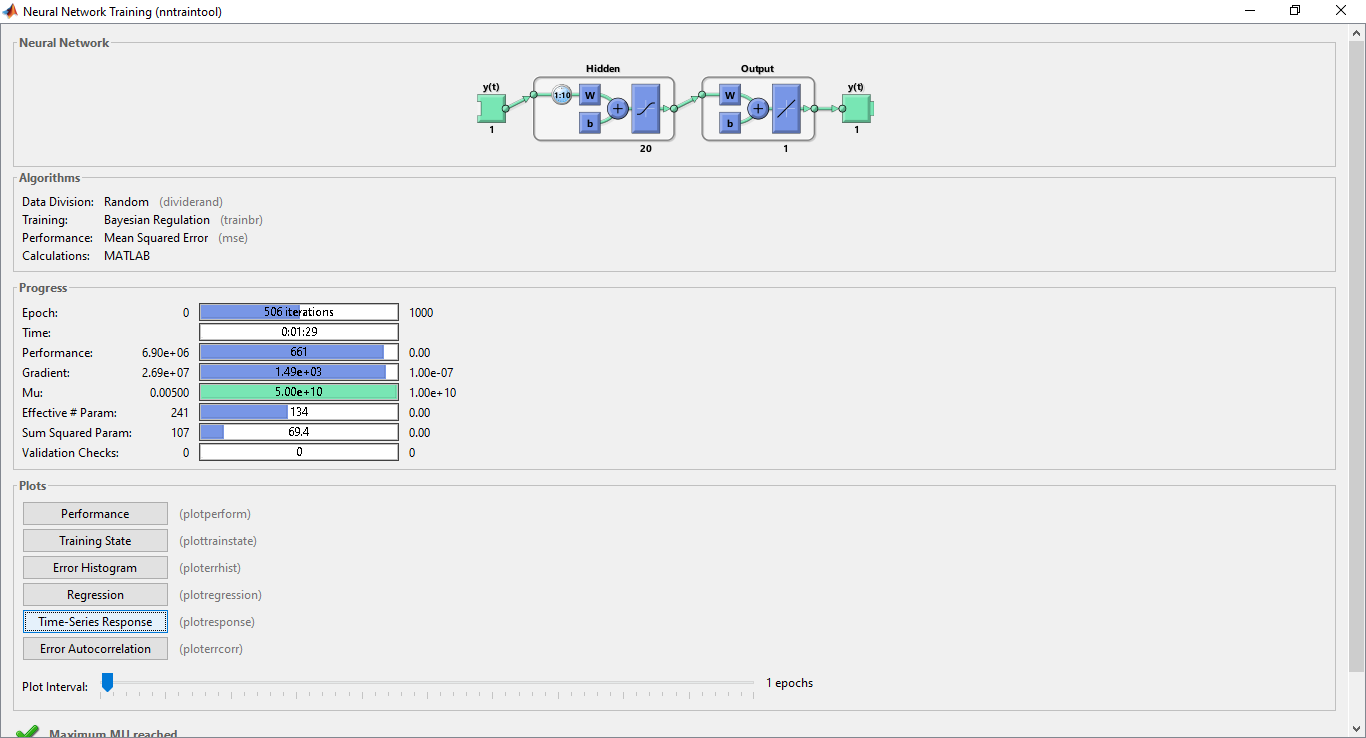 Neural Network Training (nntraintool)
Neural Network
Hidden
Output
y(t)
1:10
W
b
+
W
b
+
y(t)
1
20
1
1
Algorithms
Data Division: Random (dividerand)
Training: Bayesian Regulation (trainbr)
Performance: Mean Squared Error (mse)
Calculations: MATLAB
Progress
Epoch: 0 506 iterations 1000
Time: 0:01:29
Performance: 6.90e+06 661 0.00
Gradient: 2.69e+07 1.49e+03 1.00e-07
Mu: 0.00500 5.00e+10 1.00e+10
Effective # Param: 241 134 0.00
Sum Squared Param: 107 69.4 0.00
Validation Checks: 0 0 0
Plots
Performance (plotperform)
Training State (plottrainstate)
Error Histogram (ploterrhist)
Regression (plotregression)
Time-Series Response (plotresponse)
Error Autocorrelation (ploterrcorr)
Plot Interval: 1 epochs
Maximum MU reached